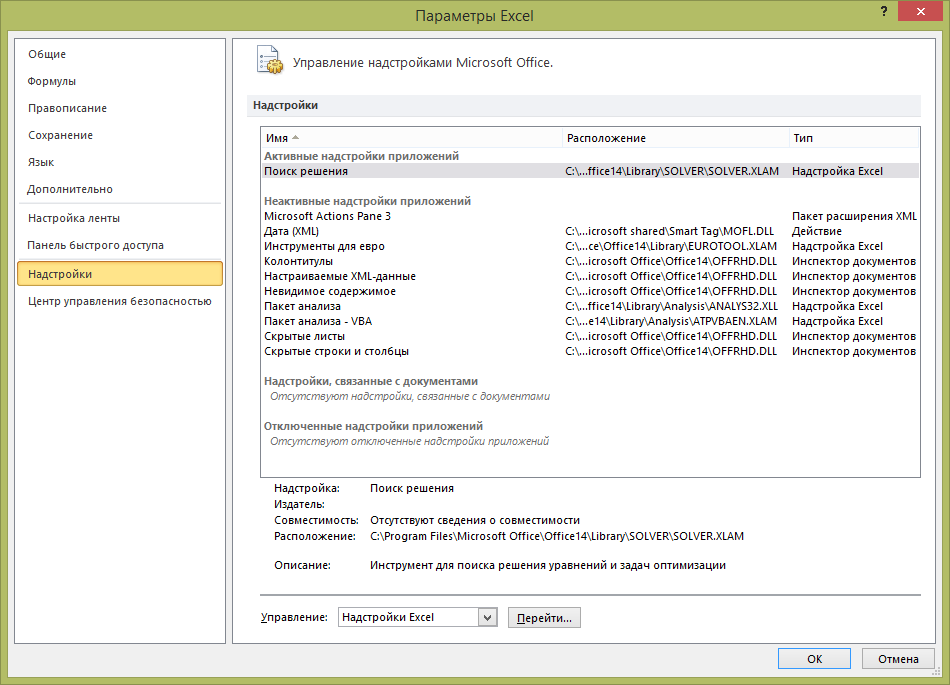 Параметры Excel
?
Общие
Формулы
Правописание
Сохранение
Язык
Дополнительно
Настройка ленты
Панель быстрого доступа
Надстройки
Центр управления безопасностью
Управление надстройками Microsoft Office.
Надстройки
Имя Расположение Тип
Активные надстройки приложений
Поиск решения C:\...ffice14\Library\SOLVER\SOLVER.XLAM Надстройка Excel
Неактивные надстройки приложений
Microsoft Actions Pane 3 Пакет расширения XML
Дата (XML) C:\...icrosoft shared\Smart Tag\MOFL.DLL Действие
Инструменты для евро C:\...ce\Office14\Library\EUROTOOL.XLAM Надстройка Excel
Колонтитулы C:\...icrosoft Office\Office14\OFFRHD.DLL Инспектор документов
Настраиваемые XML-данные C:\...icrosoft Office\Office14\OFFRHD.DLL Инспектор документов
Невидимое содержимое C:\...icrosoft Office\Office14\OFFRHD.DLL Инспектор документов
Пакет анализа C:\...ffice14\Library\Analysis\ANALYS32.XLL Надстройка Excel
Пакет анализа - VBA C:\...e14\Library\Analysis\ATPVBAEN.XLAM Надстройка Excel
Скрытые листы C:\...icrosoft Office\Office14\OFFRHD.DLL Инспектор документов
Скрытые строки и столбцы C:\...icrosoft Office\Office14\OFFRHD.DLL Инспектор документов
Надстройки, связанные с документами
Отсутствуют надстройки, связанные с документами
Отключенные надстройки приложений
Отсутствуют отключенные надстройки приложений
Надстройка: Поиск решения
Издатель:
Совместимость: Отсутствуют сведения о совместимости
Расположение: C:\Program Files\Microsoft Office\Office14\Library\SOLVER\SOLVER.XLAM
Описание: Инструмент для поиска решения уравнений и задач оптимизации
Управление: Надстройки Excel Перейти...
ОК Отмена